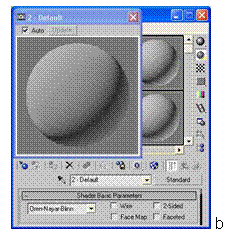 2 - Default
Auto
Update
2 - Default
Standard
Shader Basic Parameters
Oren-Nayar-Blinn
Wire
2-Sided
Face Map
Faceted
b